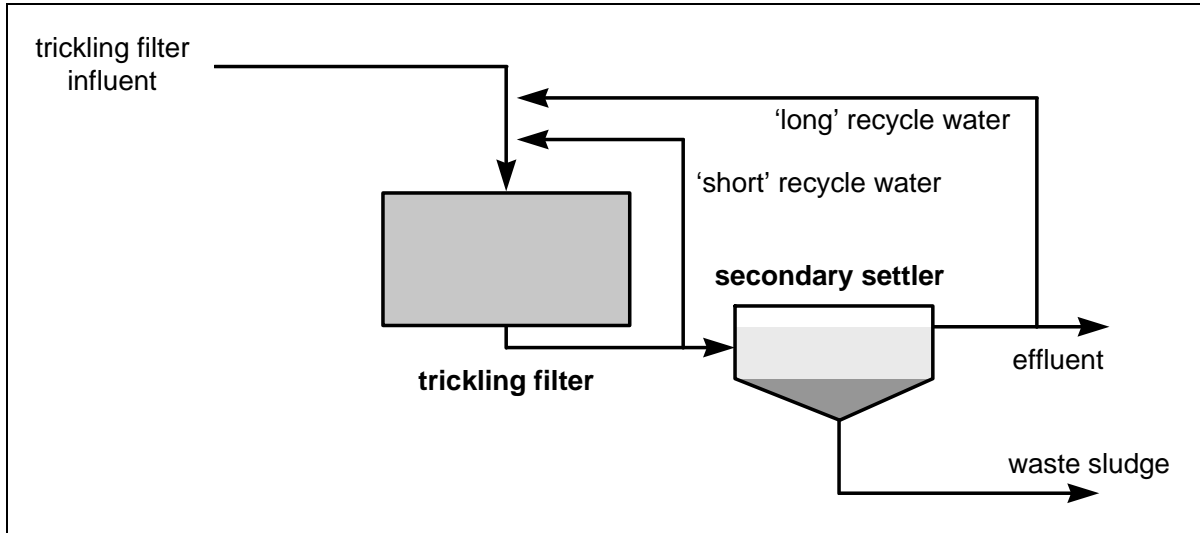 trickling filter
influent
‘long’ recycle water
‘short’ recycle water
secondary settler
trickling filter
effluent
waste sludge